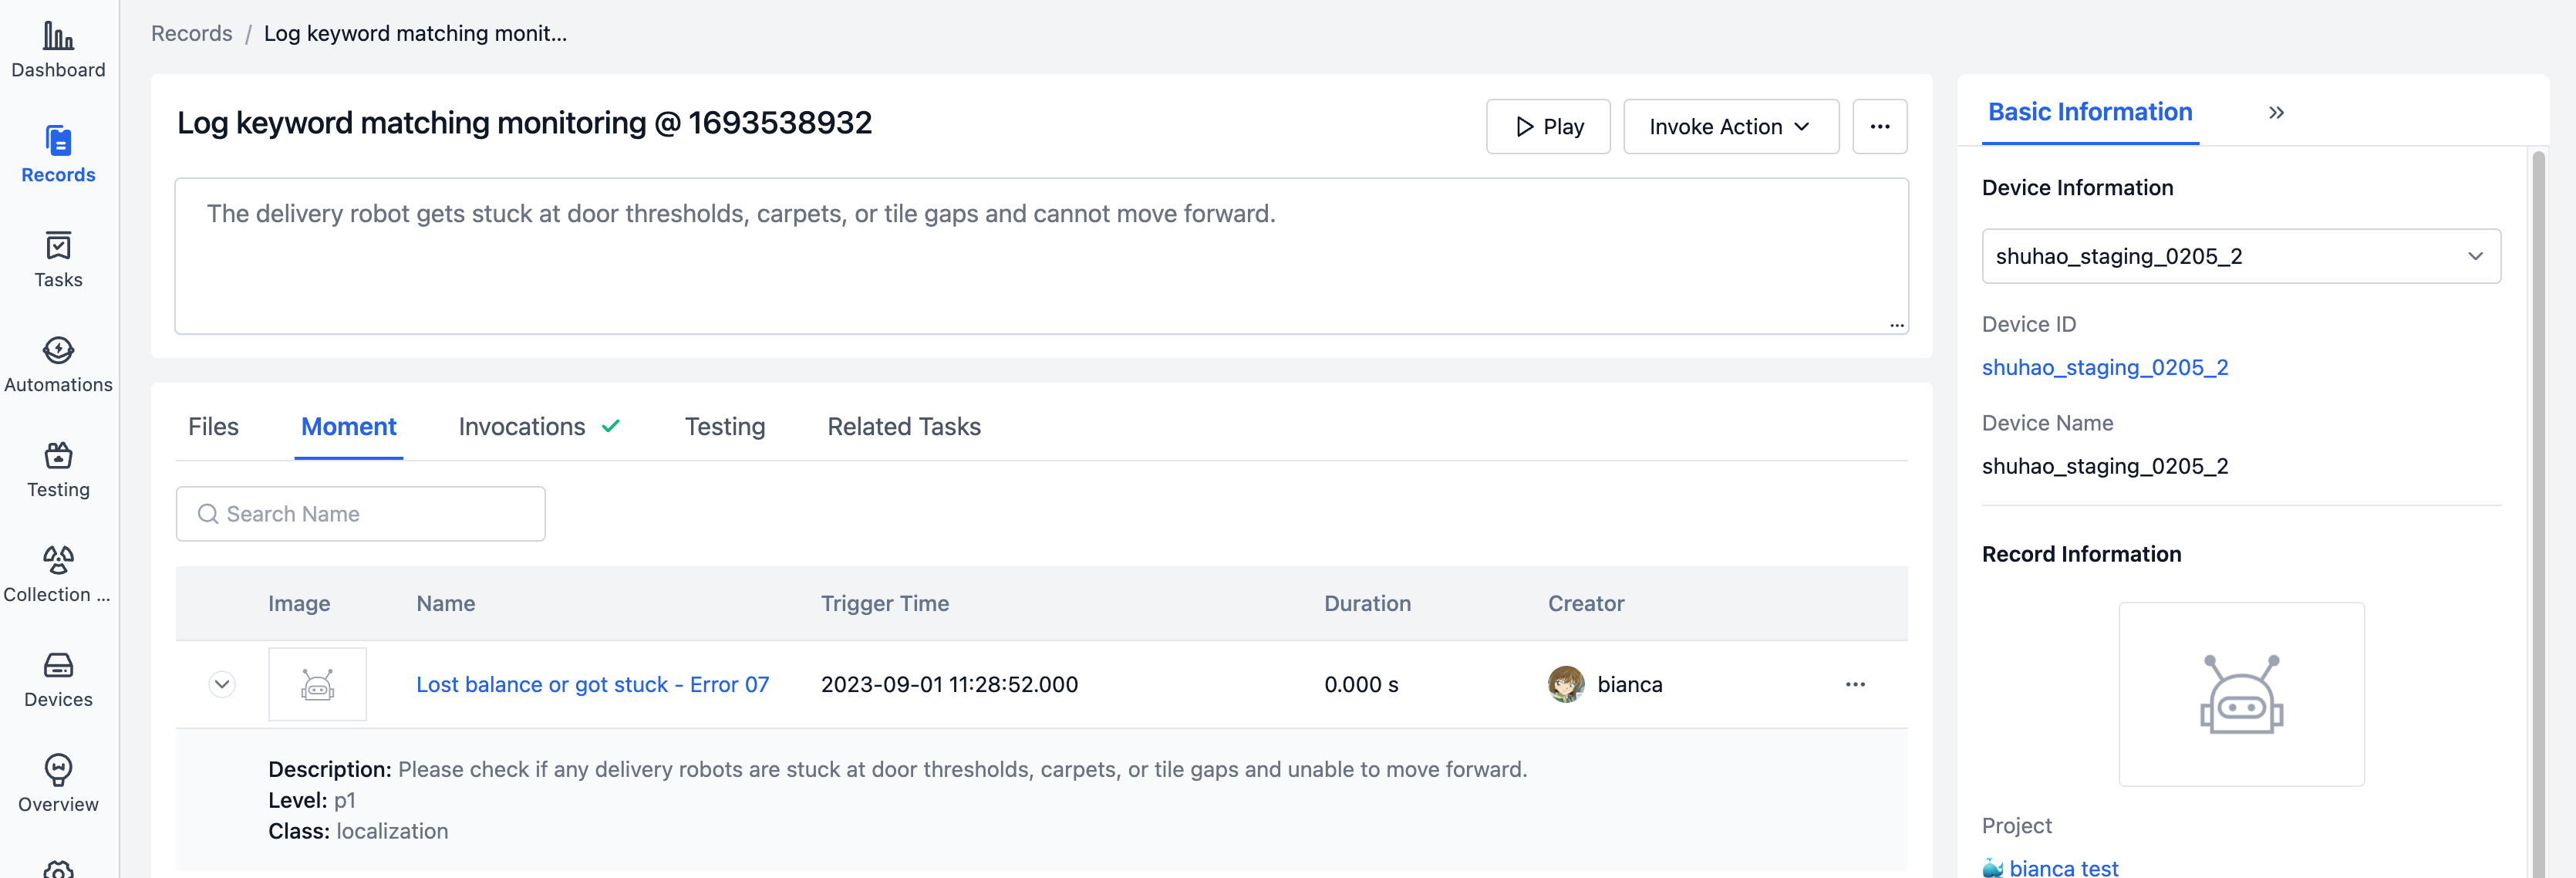 Dashboard
Records
Tasks
Automations
Testing
Collection ...
Devices
Overview
Records / Log keyword matching monit...
Log keyword matching monitoring @ 1693538932
Play
Invoke Action
The delivery robot gets stuck at door thresholds, carpets, or tile gaps and cannot move forward.
Files Moment Invocations Testing Related Tasks
Search Name
Image Name Trigger Time Duration Creator
Lost balance or got stuck - Error 07 2023-09-01 11:28:52.000 0.000 s bianca
Description: Please check if any delivery robots are stuck at door thresholds, carpets, or tile gaps and unable to move forward.
Level: p1
Class: localization
Basic Information
Device Information
shuhao_staging_0205_2
Device ID
shuhao_staging_0205_2
Device Name
shuhao_staging_0205_2
Record Information
Project
bianca test